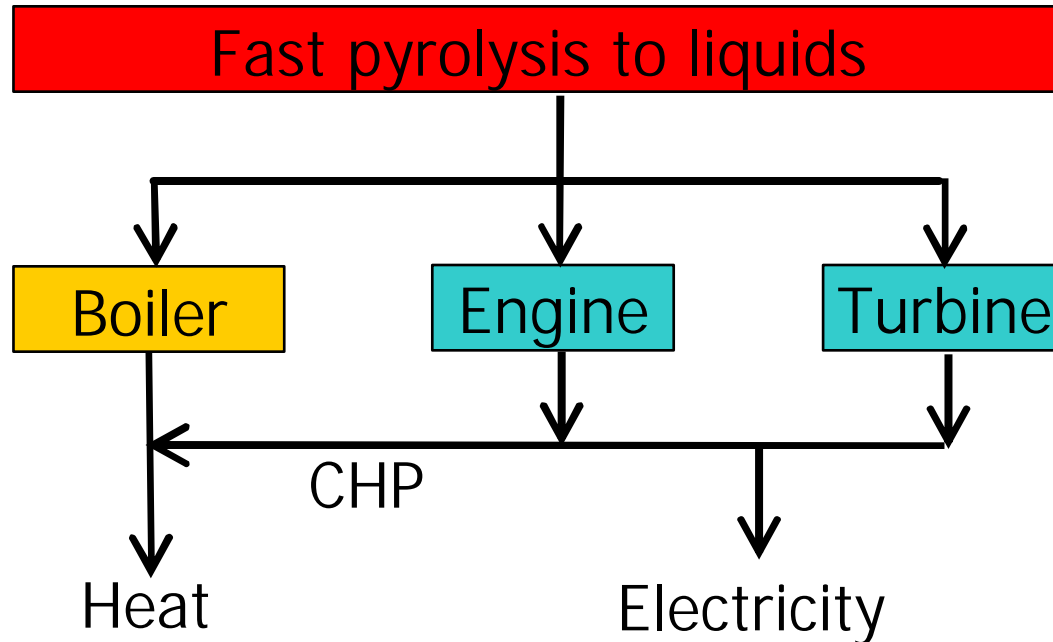 Fast pyrolysis to liquids
Boiler
Engine
Turbine
CHP
Heat
Electricity